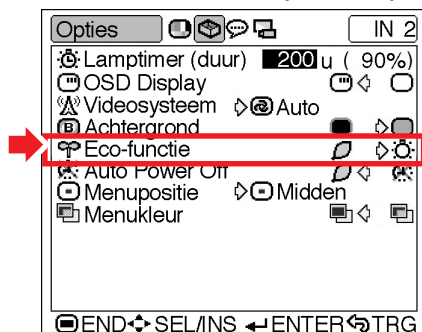 Opties IN 2
Lamptimer (duur) 200 u ( 90%)
OSD Display
Videosysteem Auto
B Achtergrond
Eco-functie
Auto Power Off
Menupositie Midden
Menukleur
END SEL/INS ENTER TRG